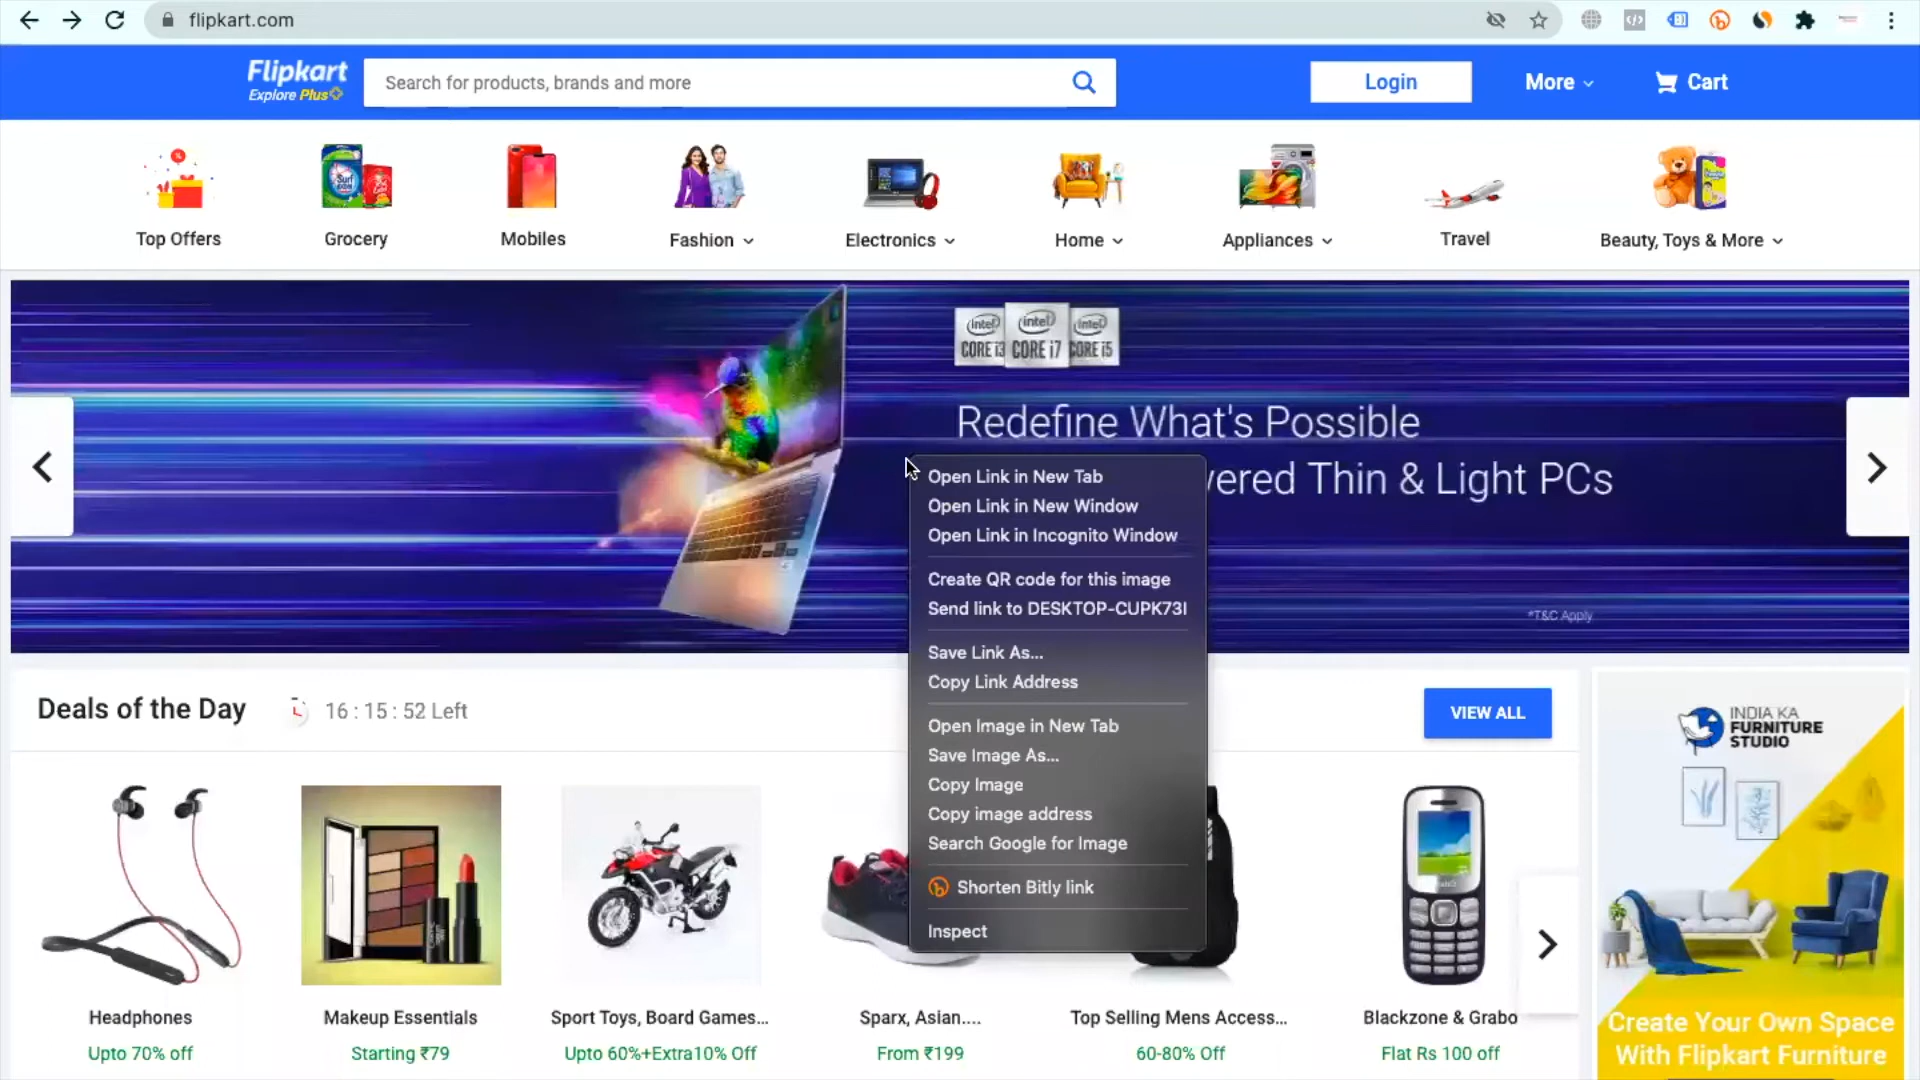 flipkart.com
Flipkart
Explore Plus
Search for products, brands and more
Login
More
Cart
Top Offers
Grocery
Mobiles
Fashion
Electronics
Home
Appliances
Travel
Beauty, Toys & More
intel intel intel
CORE i3 CORE i7 CORE i5
Redefine What's Possible
vered Thin & Light PCs
*T&C Apply
Open Link in New Tab
Open Link in New Window
Open Link in Incognito Window
Create QR code for this image
Send link to DESKTOP-CUPK73I
Save Link As...
Copy Link Address
Open Image in New Tab
Save Image As...
Copy Image
Copy image address
Search Google for Image
Shorten Bitly link
Inspect
Deals of the Day
16 : 15 : 52 Left
VIEW ALL
Headphones
Upto 70% off
Makeup Essentials
Starting ₹79
Sport Toys, Board Games...
Upto 60%+Extra10% Off
Sparx, Asian....
From ₹199
Top Selling Mens Access...
60-80% Off
Blackzone & Grabo
Flat Rs 100 off
INDIA KA
FURNITURE
STUDIO
Create Your Own Space
With Flipkart Furniture